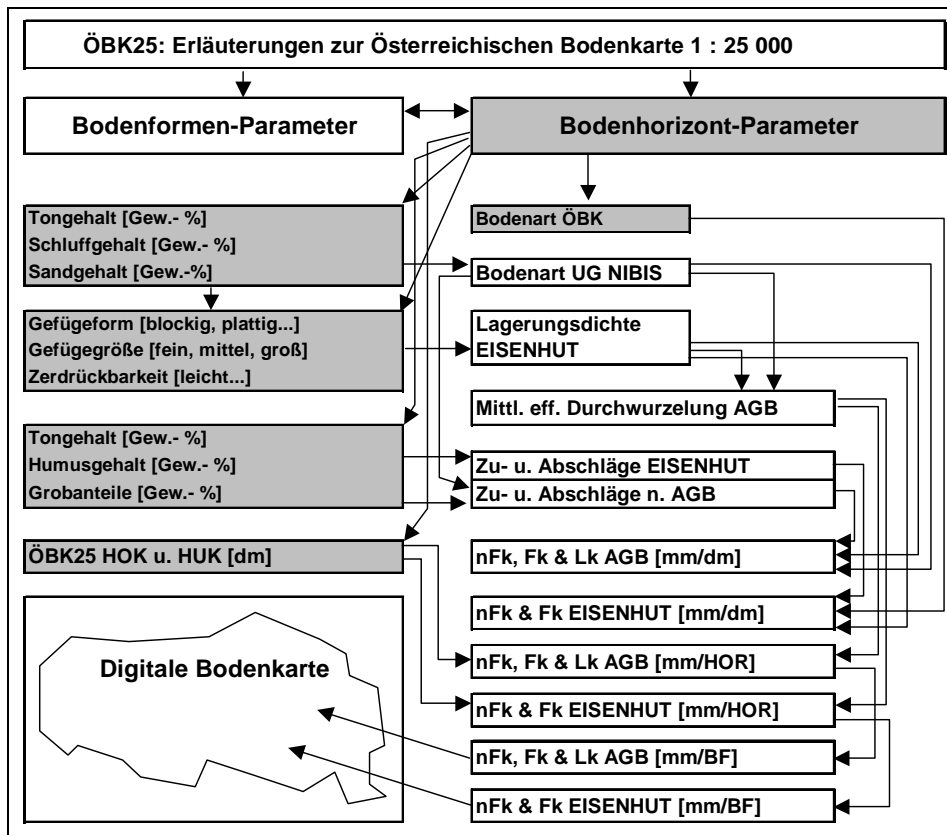 ÖBK25: Erläuterungen zur Österreichischen Bodenkarte 1 : 25 000
Bodenformen-Parameter
Bodenhorizont-Parameter
Tongehalt [Gew.- %]
Schluffgehalt [Gew.- %]
Sandgehalt [Gew.-%]
Bodenart ÖBK
Bodenart UG NIBIS
Gefügeform [blockig, plattig...]
Gefügegröße [fein, mittel, groß]
Zerdrückbarkeit [leicht...]
Lagerungsdichte
EISENHUT
Mittl. eff. Durchwurzelung AGB
Tongehalt [Gew.- %]
Humusgehalt [Gew.- %]
Grobanteile [Gew.- %]
Zu- u. Abschläge EISENHUT
Zu- u. Abschläge n. AGB
ÖBK25 HOK u. HUK [dm]
nFk, Fk & Lk AGB [mm/dm]
nFk & Fk EISENHUT [mm/dm]
Digitale Bodenkarte
nFk, Fk & Lk AGB [mm/HOR]
nFk & Fk EISENHUT [mm/HOR]
nFk, Fk & Lk AGB [mm/BF]
nFk & Fk EISENHUT [mm/BF]